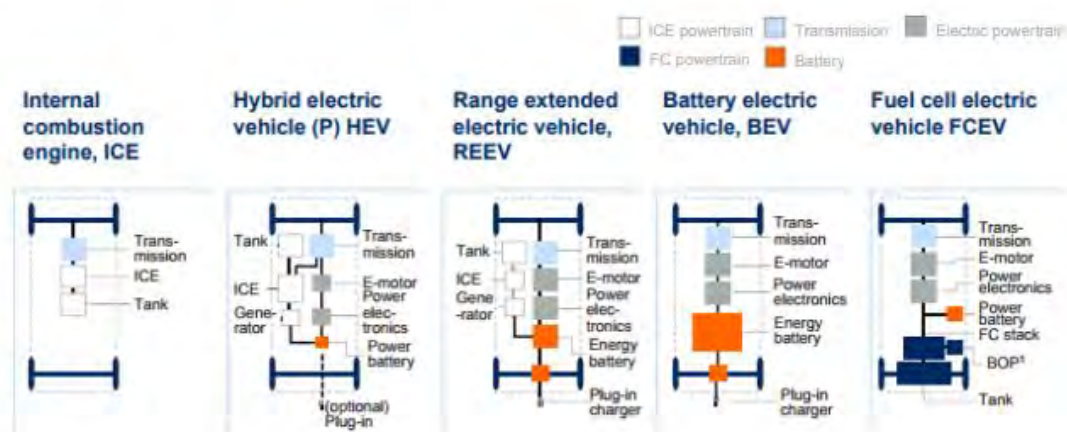 ICE powertrain
Transmission
Electric powertrain
FC powertrain
Battery
Internal
combustion
engine, ICE
Hybrid electric
vehicle (P) HEV
Range extended
electric vehicle,
REEV
Battery electric
vehicle, BEV
Fuel cell electric
vehicle FCEV
Trans-
mission
ICE
Tank
Tank
ICE
Gene-
rator
Trans-
mission
E-motor
Power
elec-
tronics
Power
battery
(optional)
Plug-in
Tank
ICE
Gene
-rator
Trans-
mission
E-motor
Power
elec-
tronics
Energy
battery
Plug-in
charger
Trans-
mission
E-motor
Power
electronics
Energy
battery
Plug-in
charger
Trans-
mission
E-motor
Power
electronics
Power
battery
FC stack
BOP¹
Tank